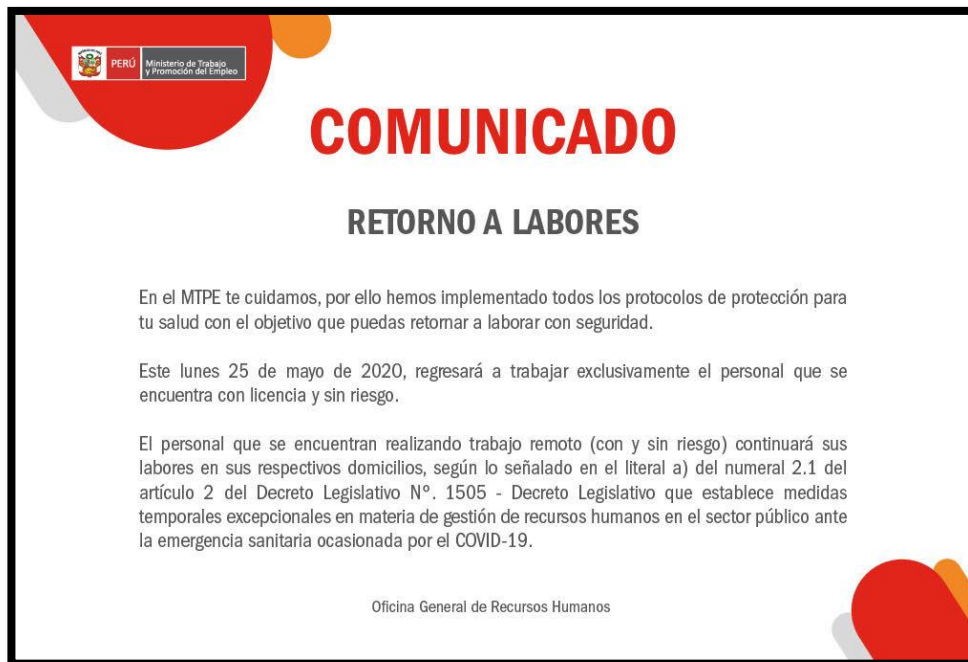 PERÚ
Ministerio de Trabajo
y Promoción del Empleo
COMUNICADO
RETORNO A LABORES
En el MTPE te cuidamos, por ello hemos implementado todos los protocolos de protección para
tu salud con el objetivo que puedas retornar a laborar con seguridad.
Este lunes 25 de mayo de 2020, regresará a trabajar exclusivamente el personal que se
encuentra con licencia y sin riesgo.
El personal que se encuentran realizando trabajo remoto (con y sin riesgo) continuará sus
labores en sus respectivos domicilios, según lo señalado en el literal a) del numeral 2.1 del
artículo 2 del Decreto Legislativo N°. 1505 - Decreto Legislativo que establece medidas
temporales excepcionales en materia de gestión de recursos humanos en el sector público ante
la emergencia sanitaria ocasionada por el COVID-19.
Oficina General de Recursos Humanos